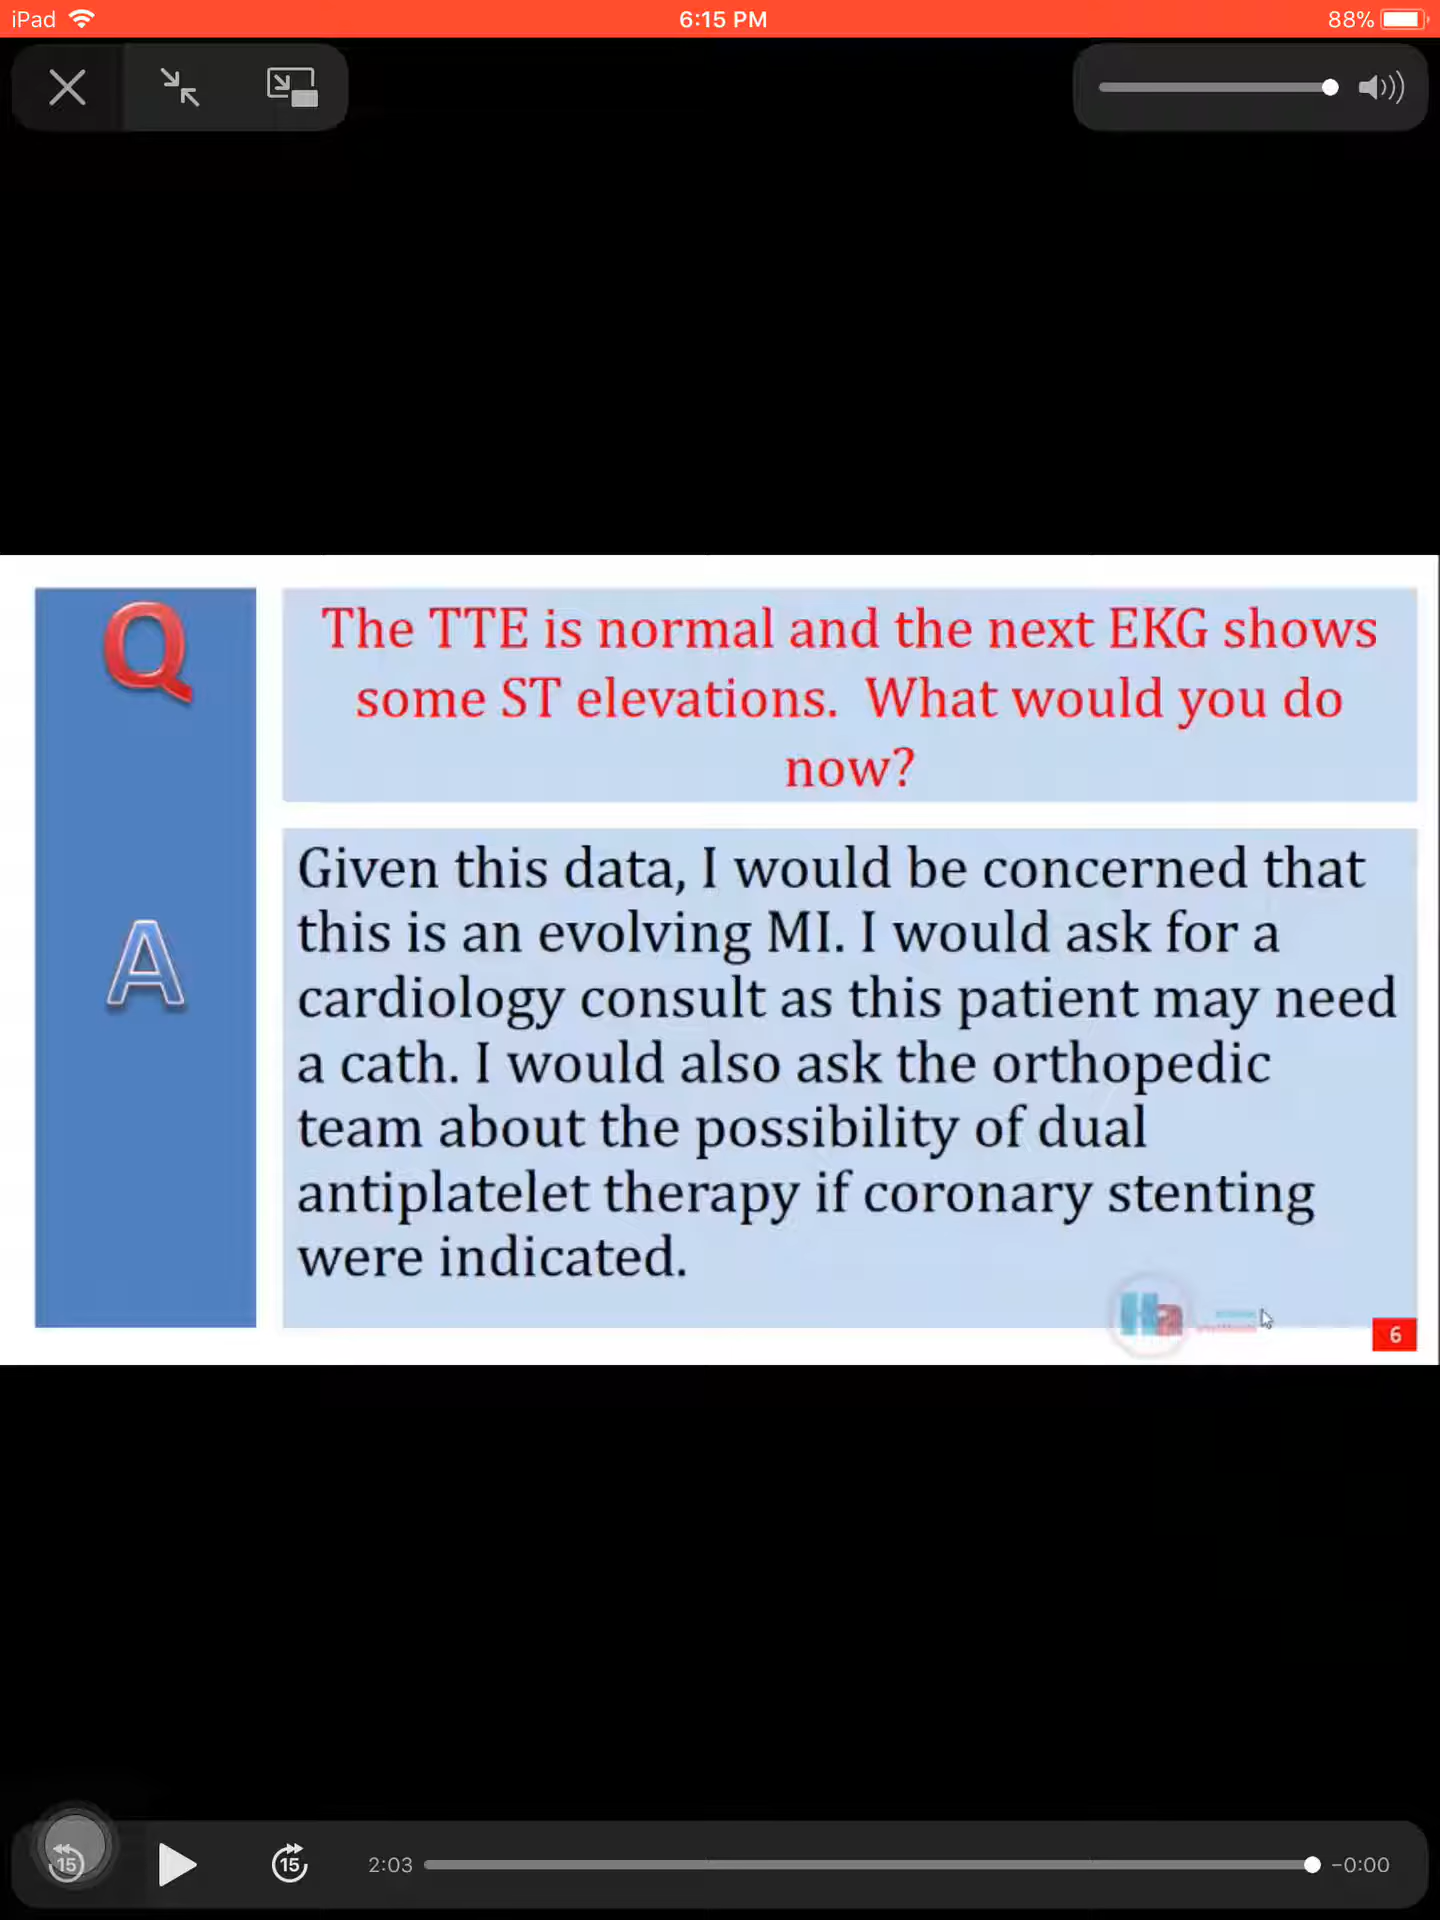 iPad
6:15 PM
88%
Q
The TTE is normal and the next EKG shows
some ST elevations. What would you do
now?
A
Given this data, I would be concerned that
this is an evolving MI. I would ask for a
cardiology consult as this patient may need
a cath. I would also ask the orthopedic
team about the possibility of dual
antiplatelet therapy if coronary stenting
were indicated.
Ha
6
15
15
2:03
-0:00